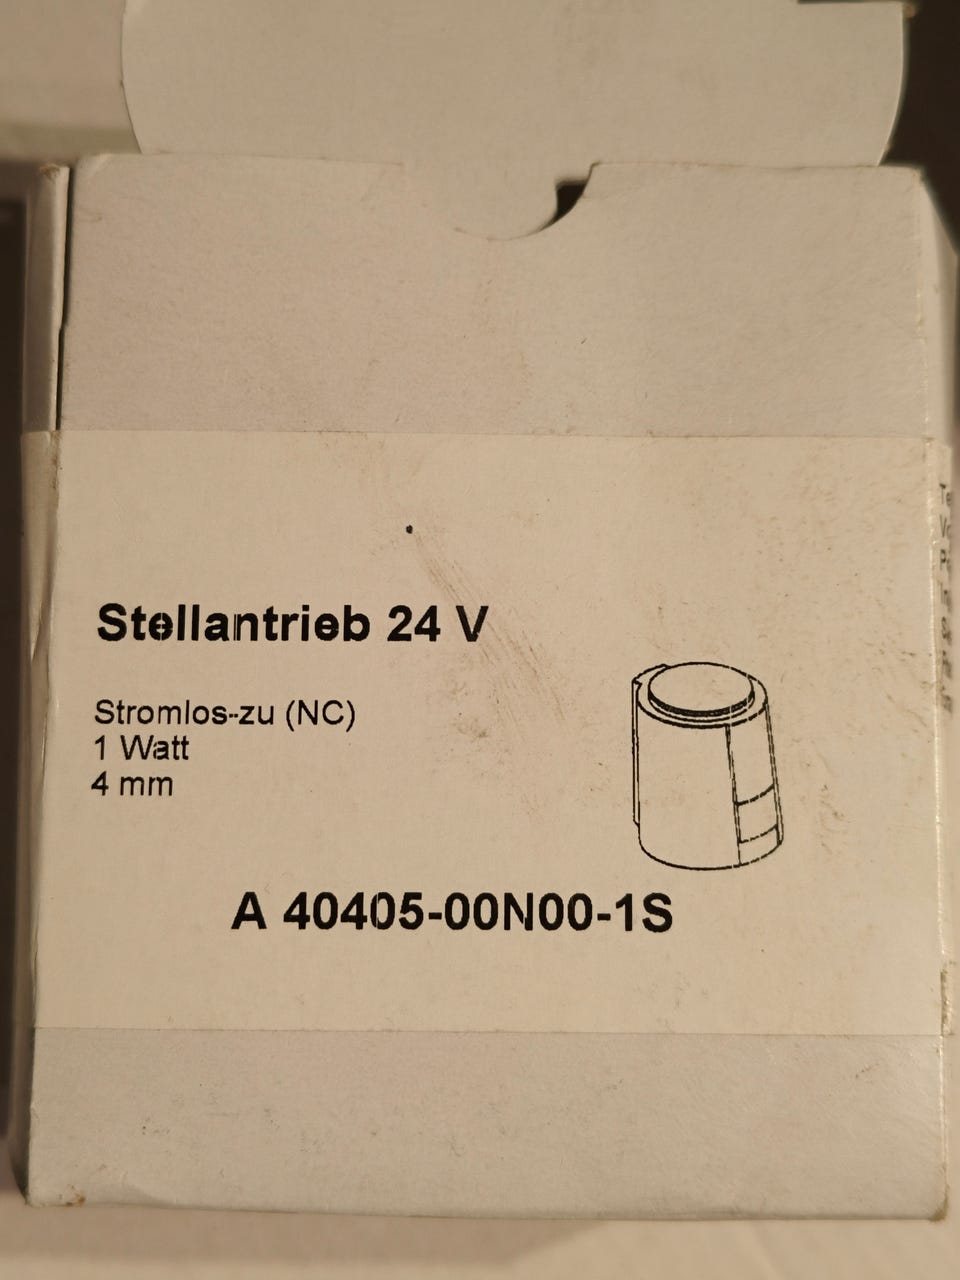 Stellantrieb 24 V
Stromlos-zu (NC)
1 Watt
4 mm
A 40405-00N00-1S